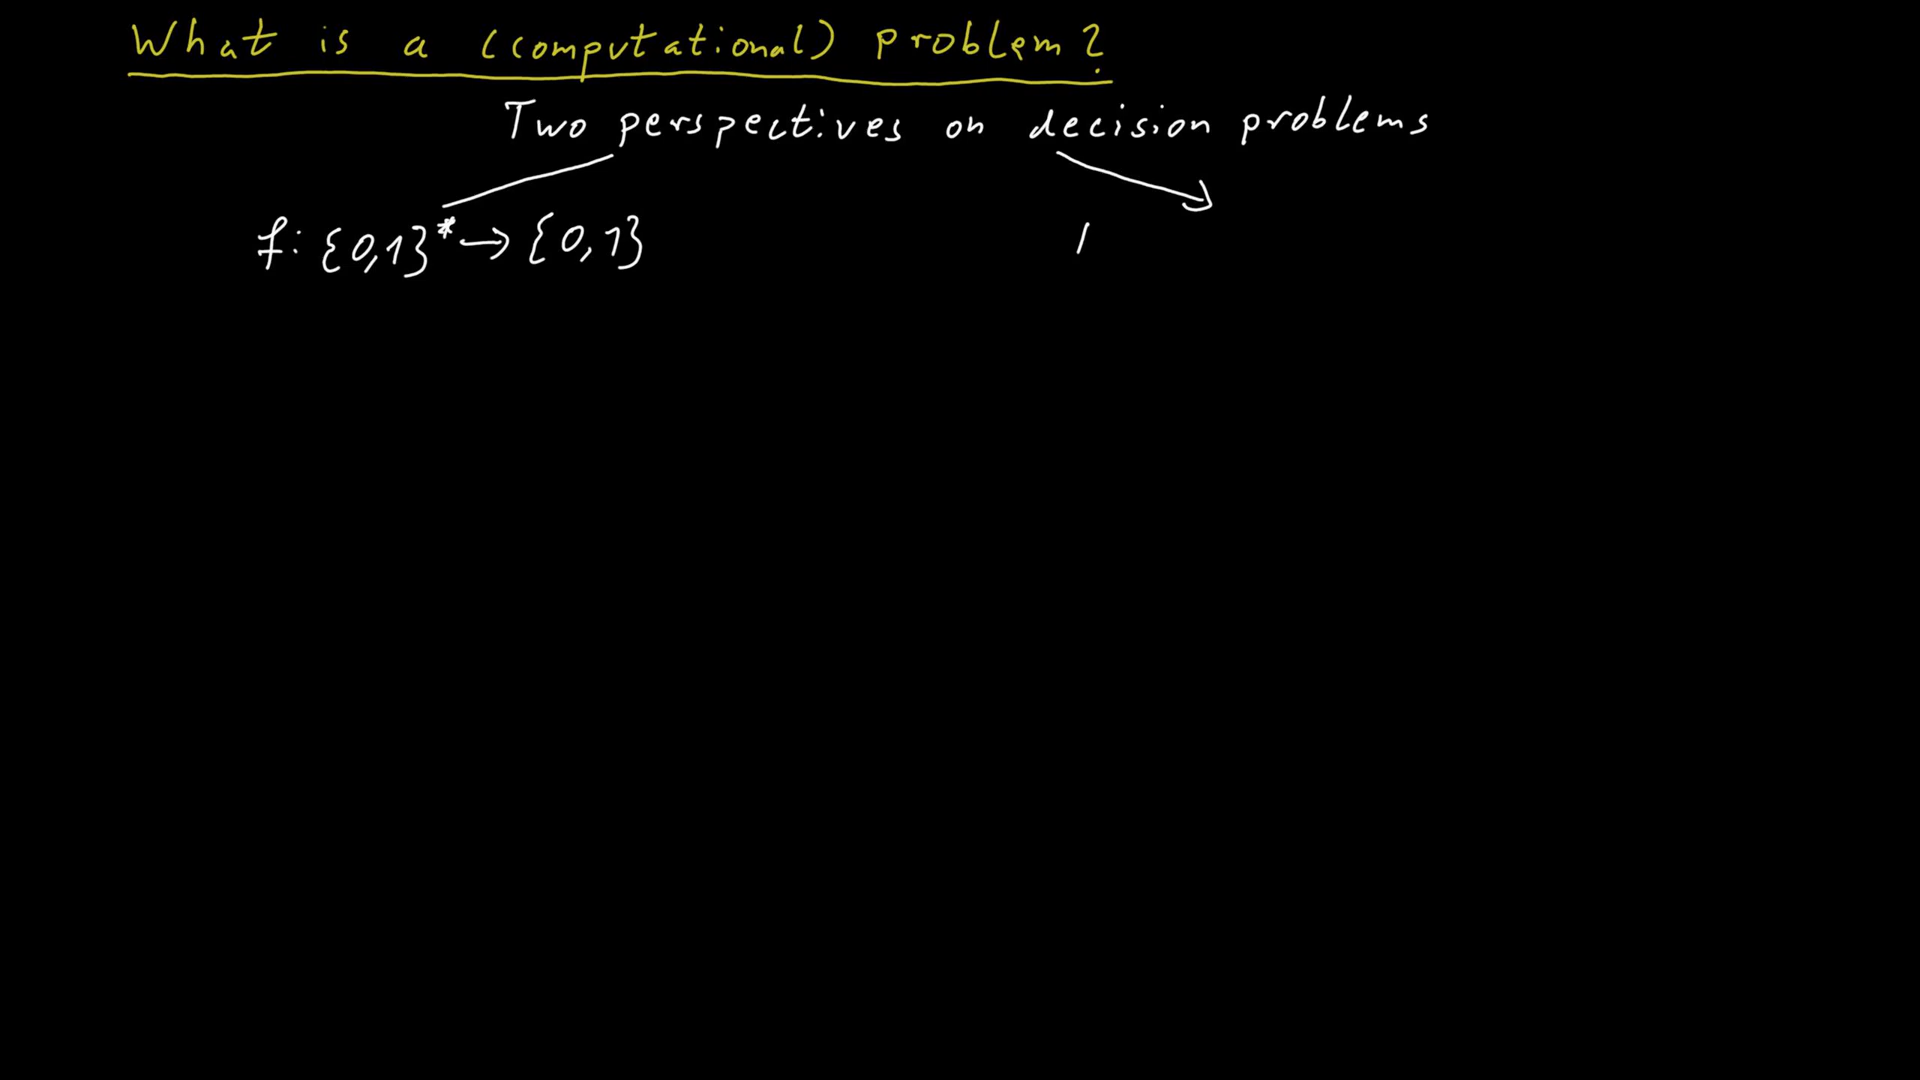 What is a (computational) problem?
Two perspectives on decision problems
f: {0,1}* → {0,1}